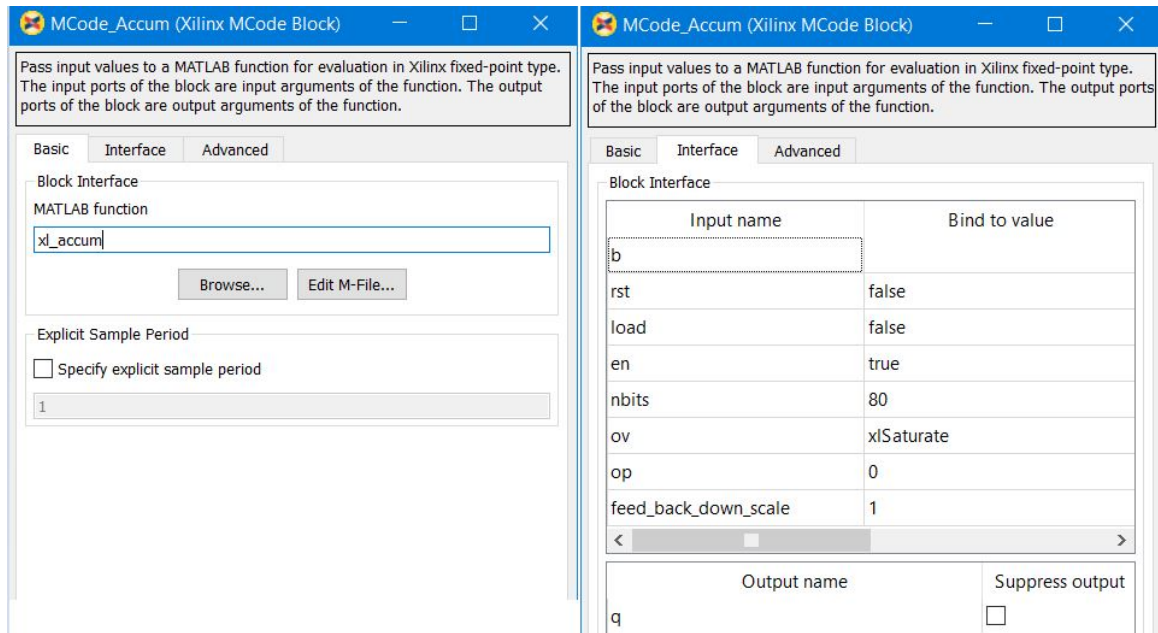 MCode_Accum (Xilinx MCode Block)
Pass input values to a MATLAB function for evaluation in Xilinx fixed-point type.
The input ports of the block are input arguments of the function. The output
ports of the block are output arguments of the function.
Basic Interface Advanced
Block Interface
MATLAB function
xl_accum
Browse... Edit M-File...
Explicit Sample Period
Specify explicit sample period
1
MCode_Accum (Xilinx MCode Block)
Pass input values to a MATLAB function for evaluation in Xilinx fixed-point type.
The input ports of the block are input arguments of the function. The output ports
of the block are output arguments of the function.
Basic Interface Advanced
Block Interface
Input name Bind to value
b
rst false
load false
en true
nbits 80
ov xlSaturate
op 0
feed_back_down_scale 1
Output name Suppress output
q